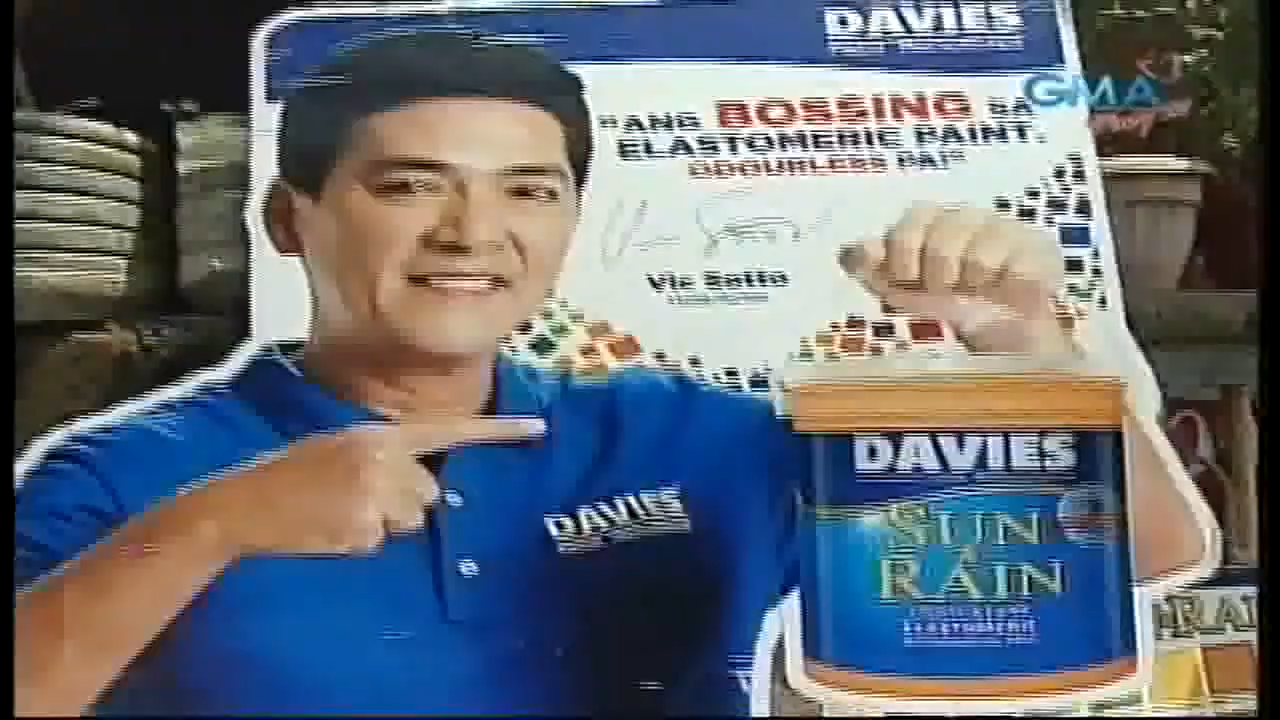 DAVIES
GMA
"ANG BOSSING SA
ELASTOMERIC PAINT.
ODOURLESS PA!"
Vic Sotto
DAVIES
DAVIES
SUN
&
RAIN
ELASTOMERIC